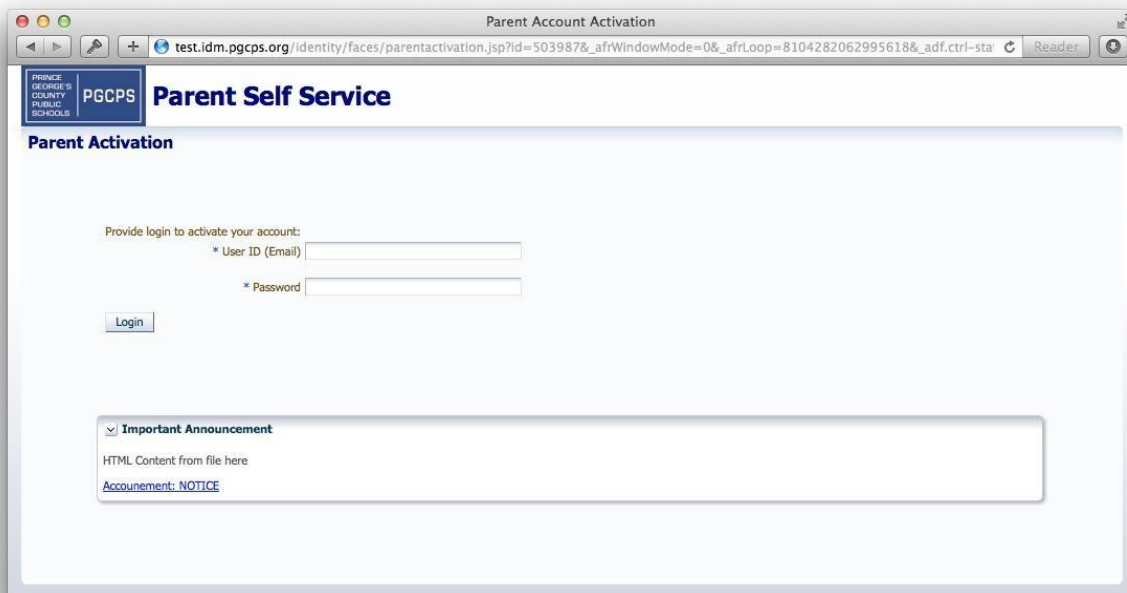 Parent Account Activation
test.idm.pgcps.org/identity/faces/parentactivation.jsp?id=503987&_afrWindowMode=0&_afrLoop=8104282062995618&_adf.ctrl-sta
Reader
PRINCE
GEORGE'S
COUNTY
PUBLIC
SCHOOLS
PGCPS
Parent Self Service
Parent Activation
Provide login to activate your account:
* User ID (Email)
* Password
Login
Important Announcement
HTML Content from file here
Accounement: NOTICE